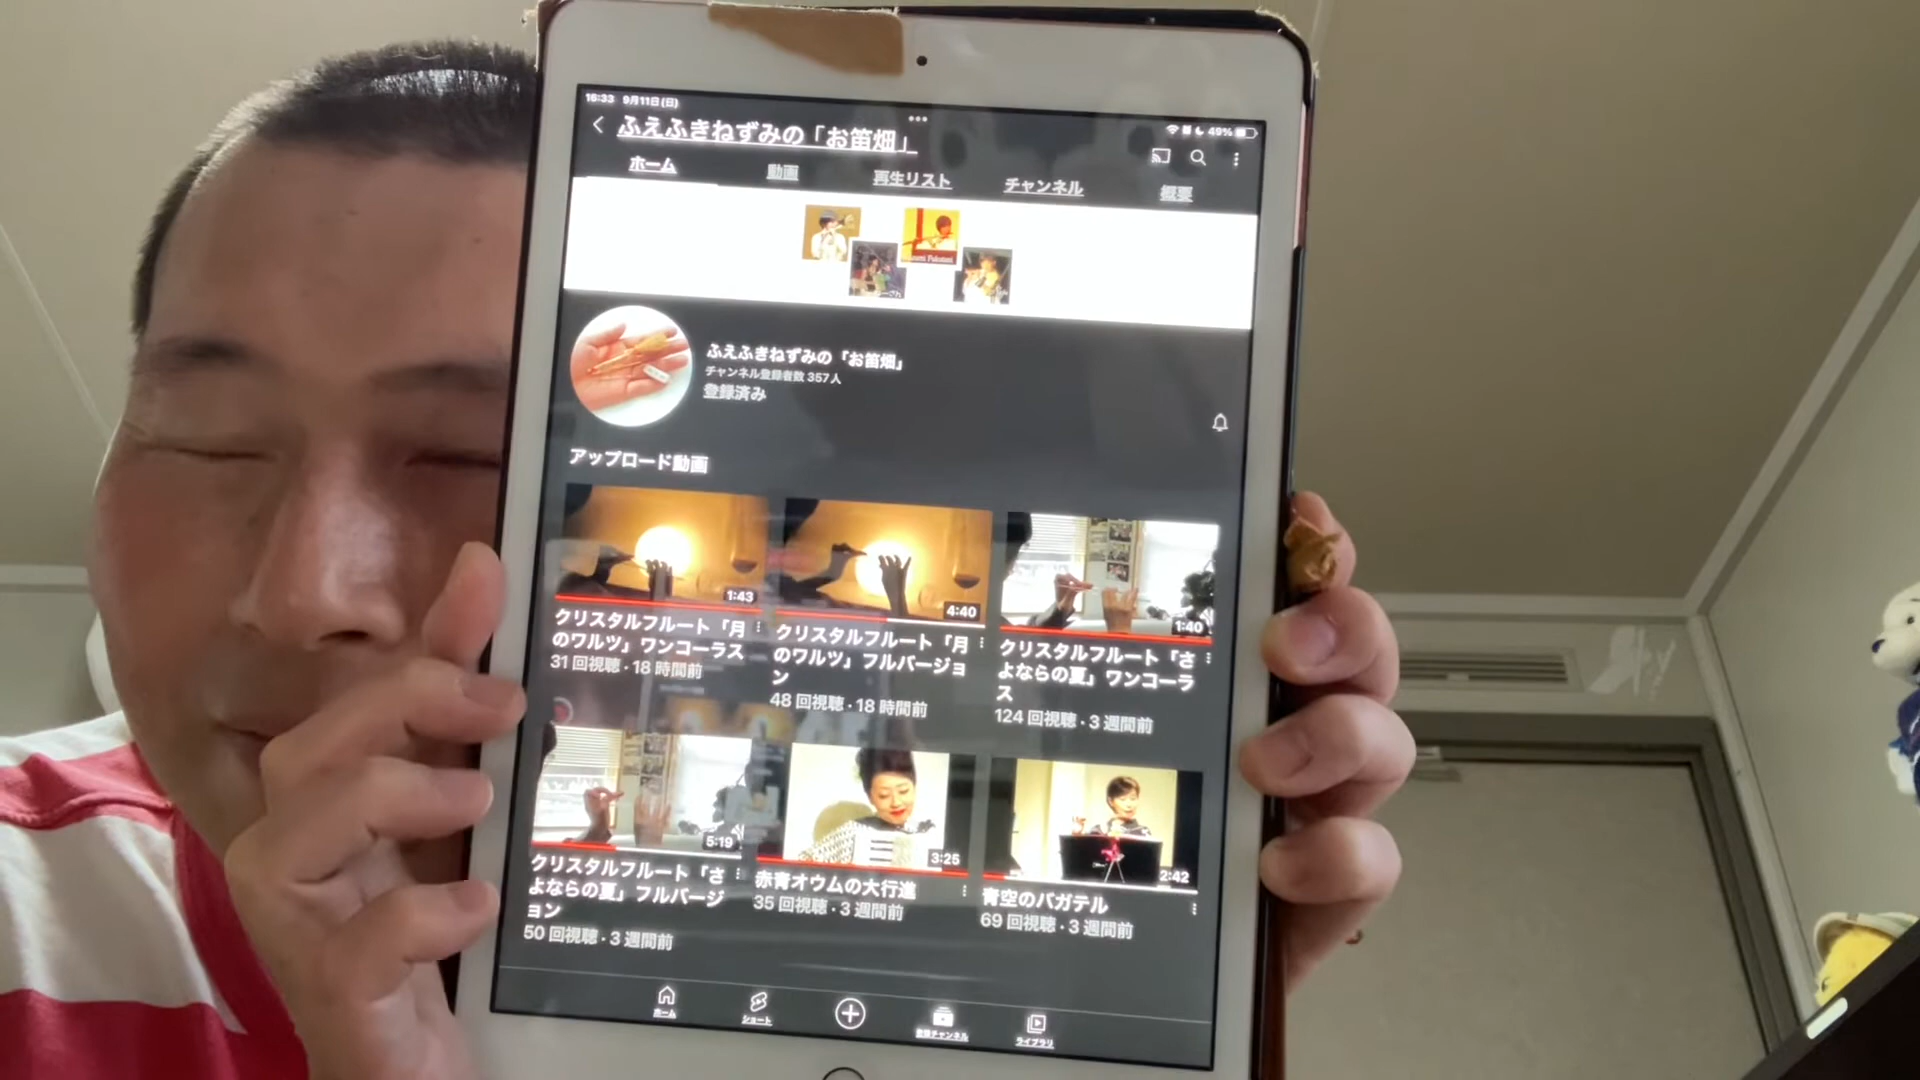 16:33 9月11日(日)
49%
ふえふきねずみの「お笛畑」
ホーム
動画
再生リスト
チャンネル
概要
ふえふきねずみの「お笛畑」
チャンネル登録者数 357人
登録済み
アップロード動画
1:43
クリスタルフルート「月
のワルツ」ワンコーラス
31 回視聴・18 時間前
4:40
クリスタルフルート「月
のワルツ」フルバージョ
ン
48 回視聴・18 時間前
1:40
クリスタルフルート「さ
よならの夏」ワンコーラ
ス
124 回視聴・3 週間前
5:19
クリスタルフルート「さ
よならの夏」フルバージ
ョン
50 回視聴・3 週間前
3:25
赤青オウムの大行進
35 回視聴・3 週間前
2:42
青空のバガテル
69 回視聴・3 週間前
ホーム
ショート
登録チャンネル
ライブラリ